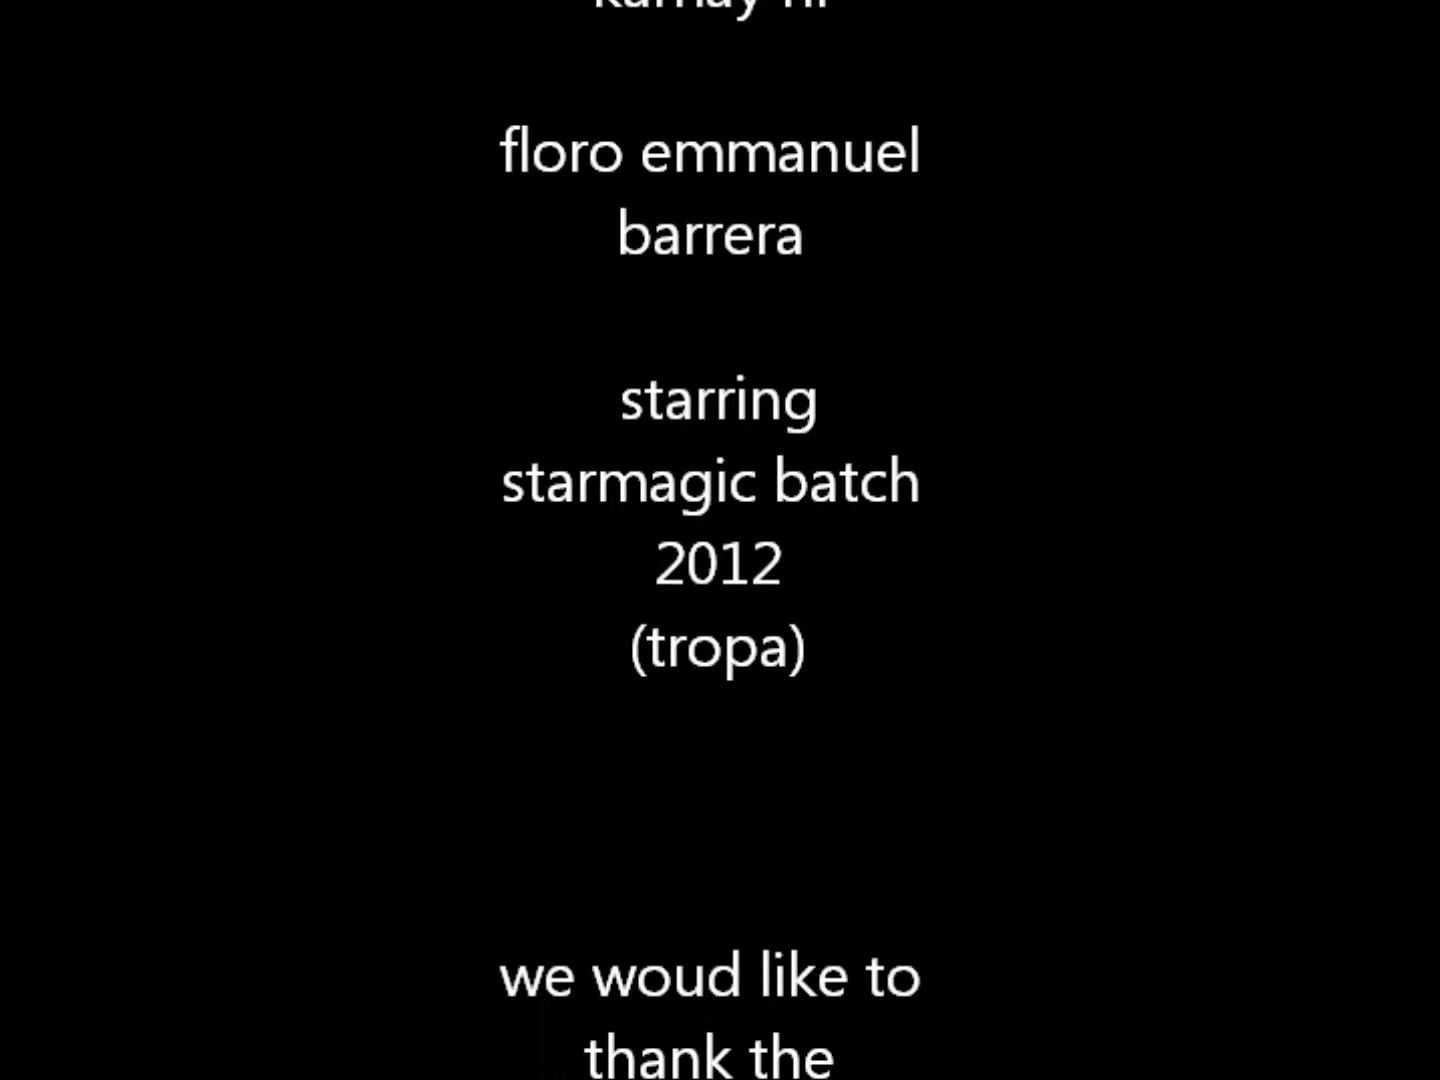 floro emmanuel
barrera
starring
starmagic batch
2012
(tropa)
we woud like to
thank the